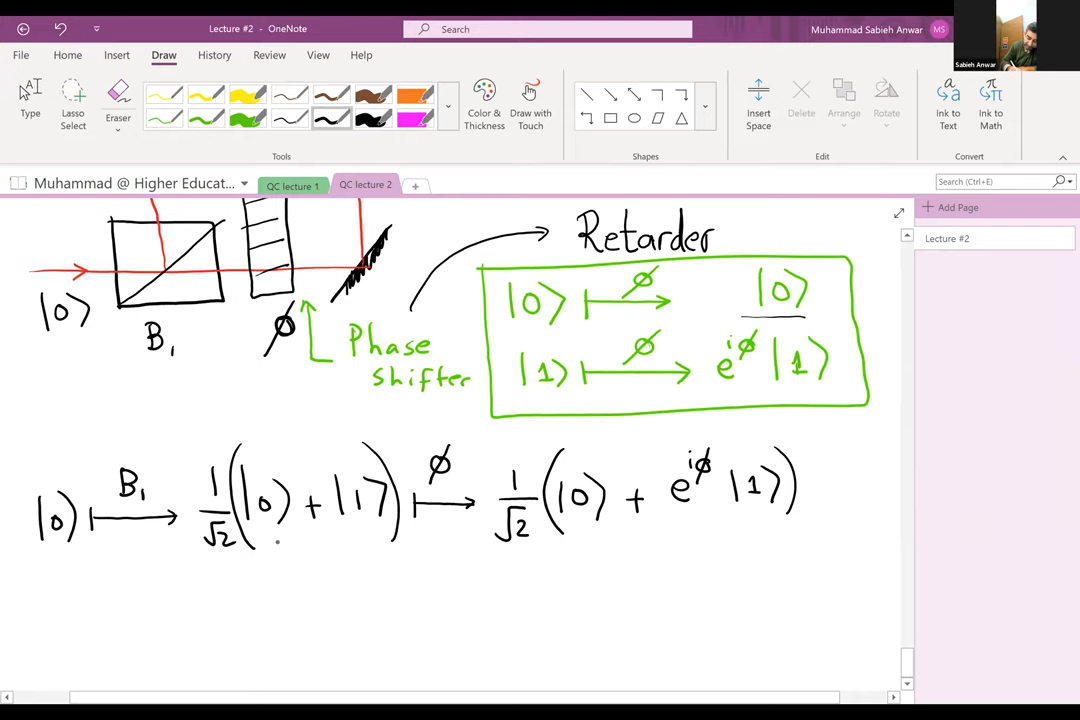 Lecture #2 - OneNote
Search
Muhammad Sabieh Anwar
MS
Sabieh Anwar
File Home Insert Draw History Review View Help
Type
Lasso Select
Eraser
Color & Thickness
Draw with Touch
Insert Space
Delete
Arrange
Rotate
Ink to Text
Ink to Math
Tools
Shapes
Edit
Convert
Muhammad @ Higher Educat...
QC lecture 1
QC lecture 2
Search (Ctrl+E)
Add Page
Lecture #2
Retarder
|0⟩ ϕ |0⟩
|1⟩ ϕ e^{iϕ} |1⟩
|0⟩
B₁
ϕ
Phase
shifter
|0⟩ B₁ 1/√2 (|0⟩ + |1⟩) ϕ 1/√2 (|0⟩ + e^{iϕ} |1⟩)